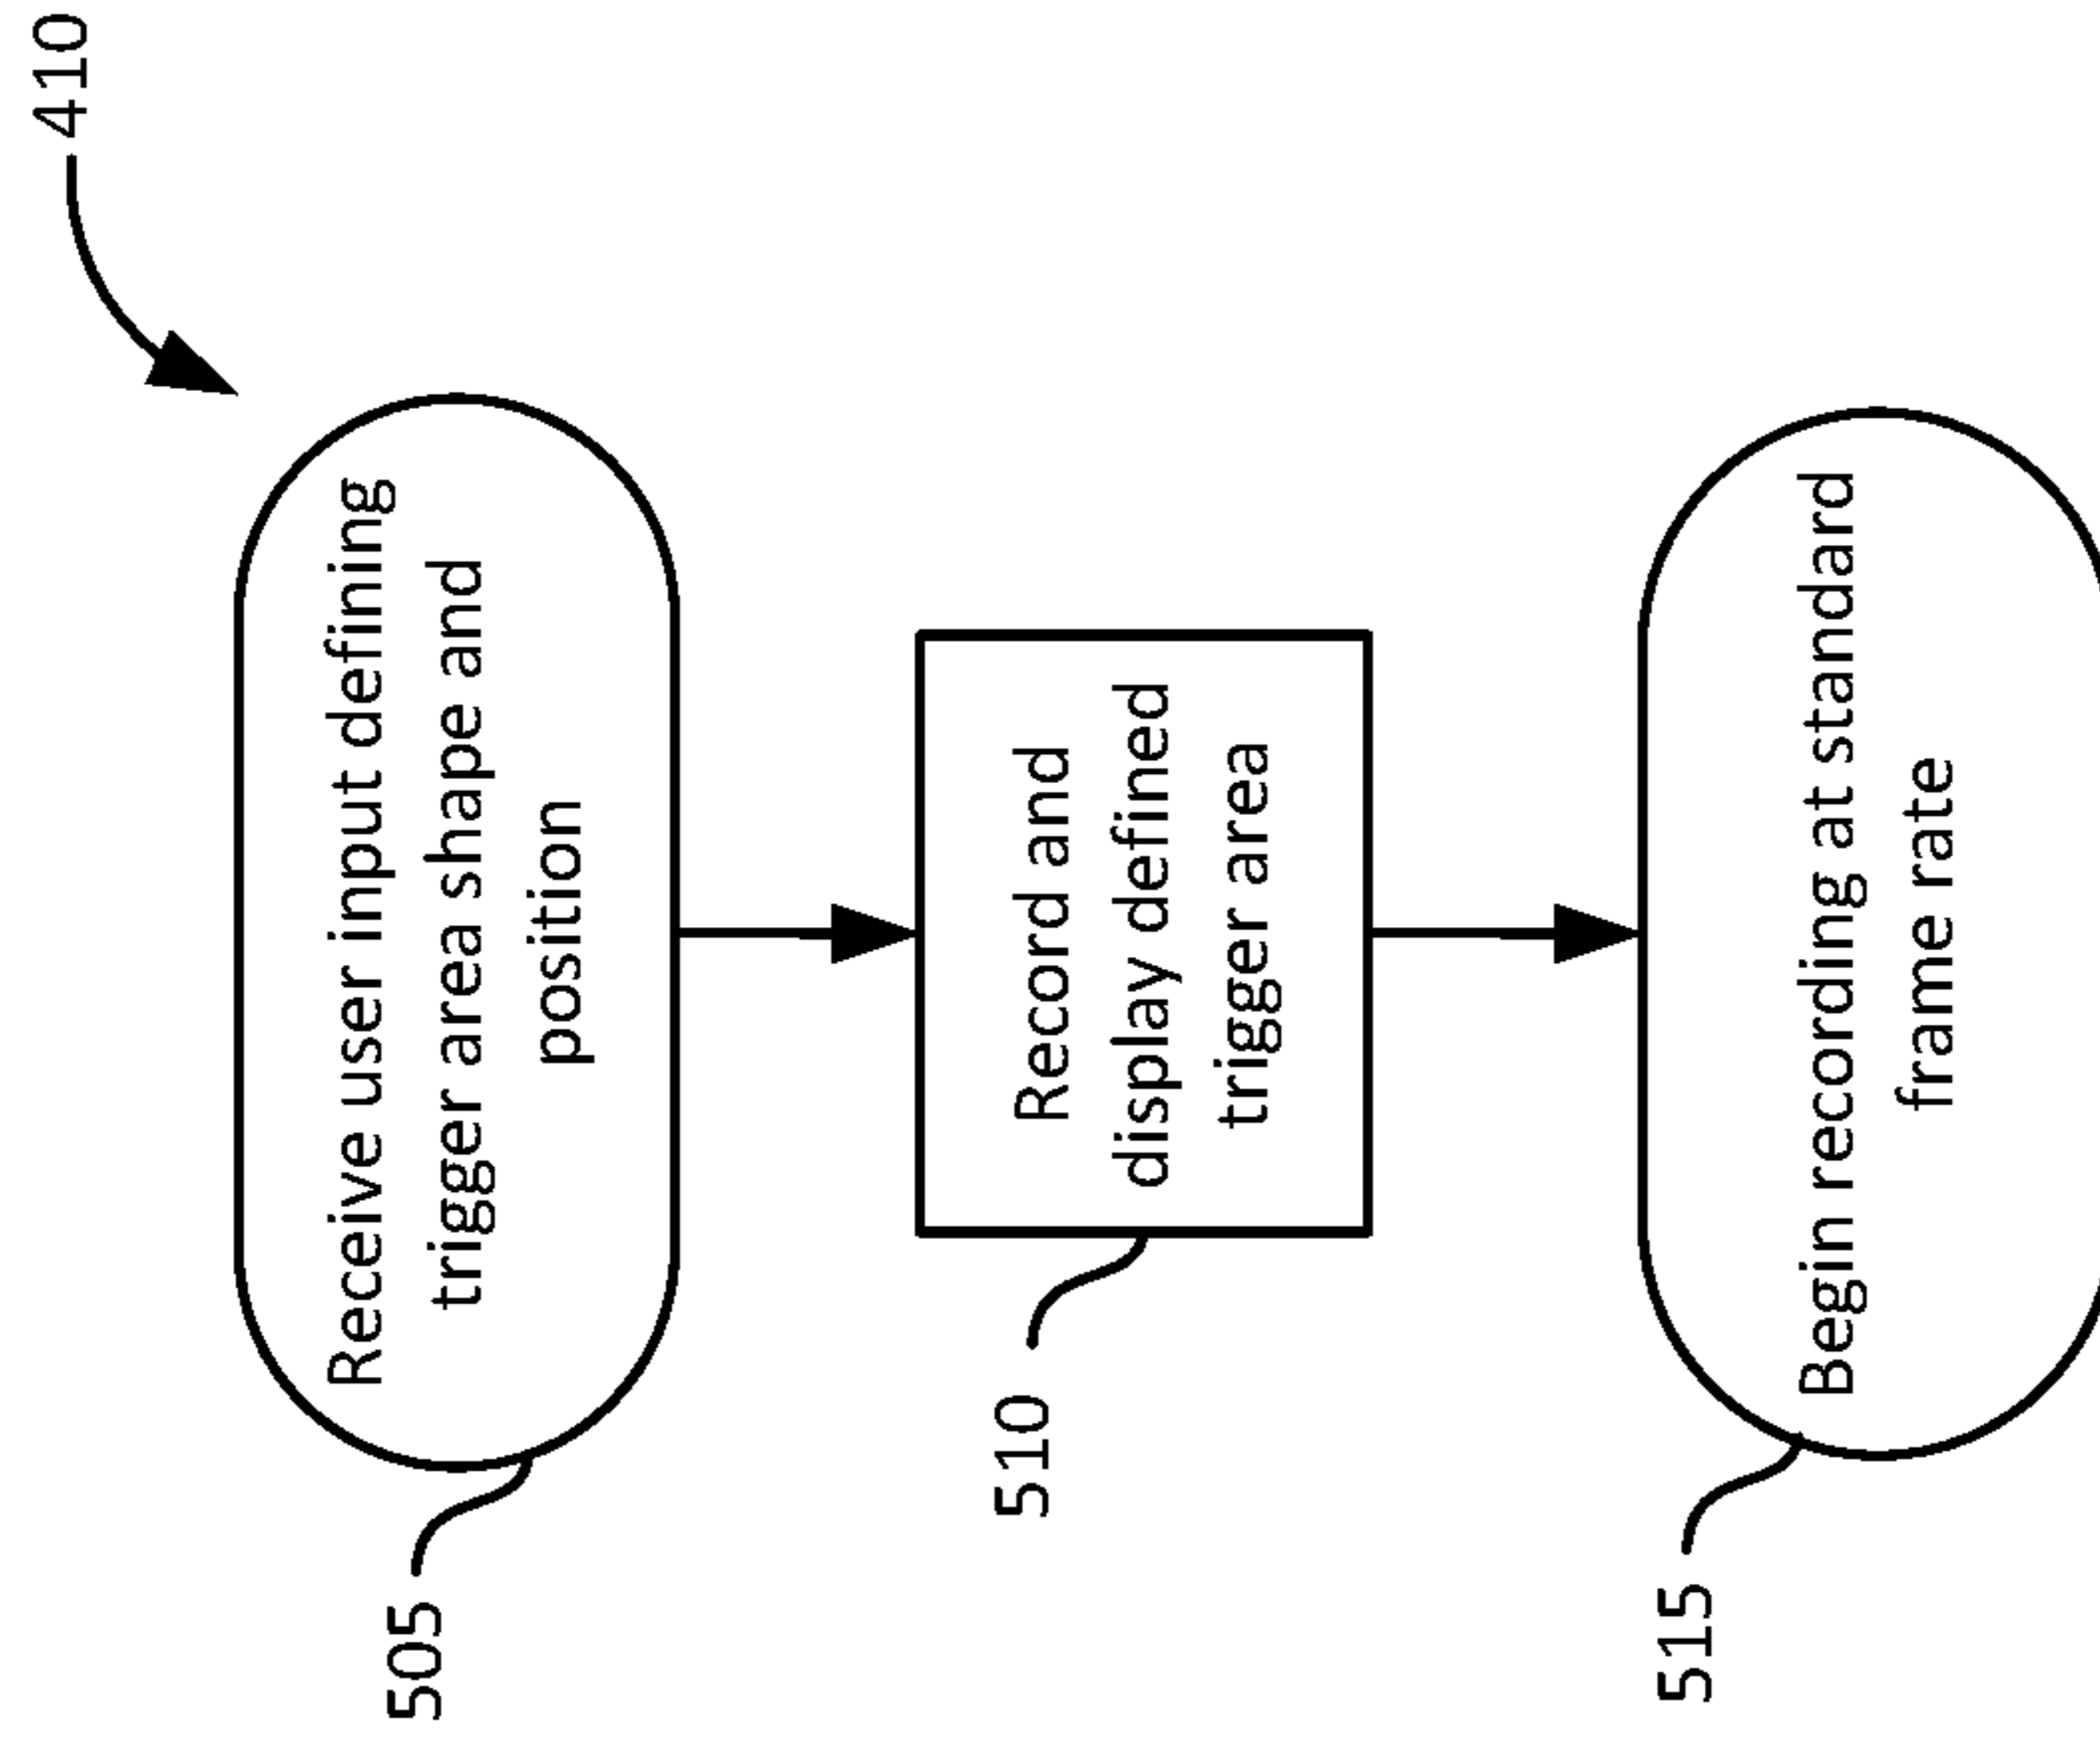 410
505
Receive user input defining
trigger area shape and
position
510
Record and
display defined
trigger area
515
Begin recording at standard
frame rate